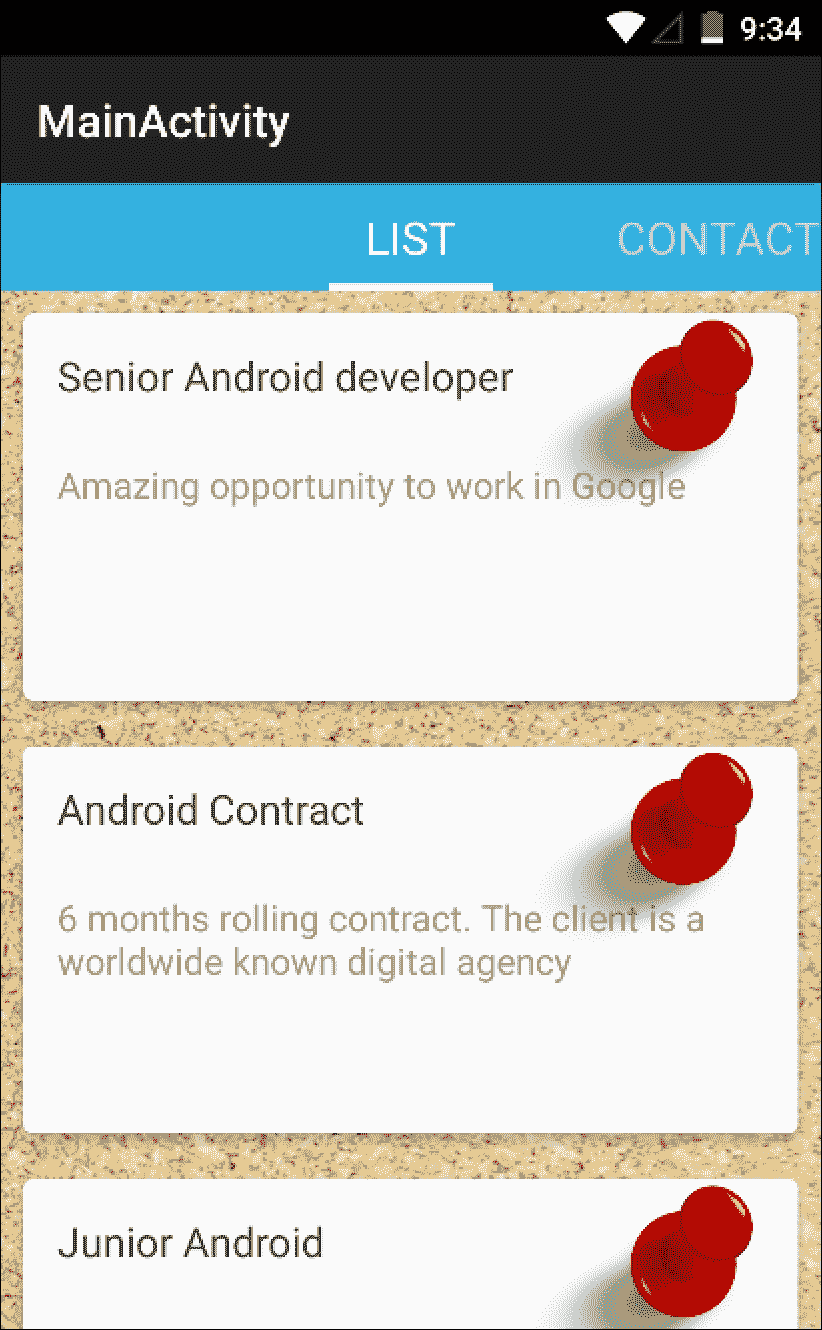 9:34
MainActivity
LIST
CONTACT
Senior Android developer
Amazing opportunity to work in Google
Android Contract
6 months rolling contract. The client is a
worldwide known digital agency
Junior Android